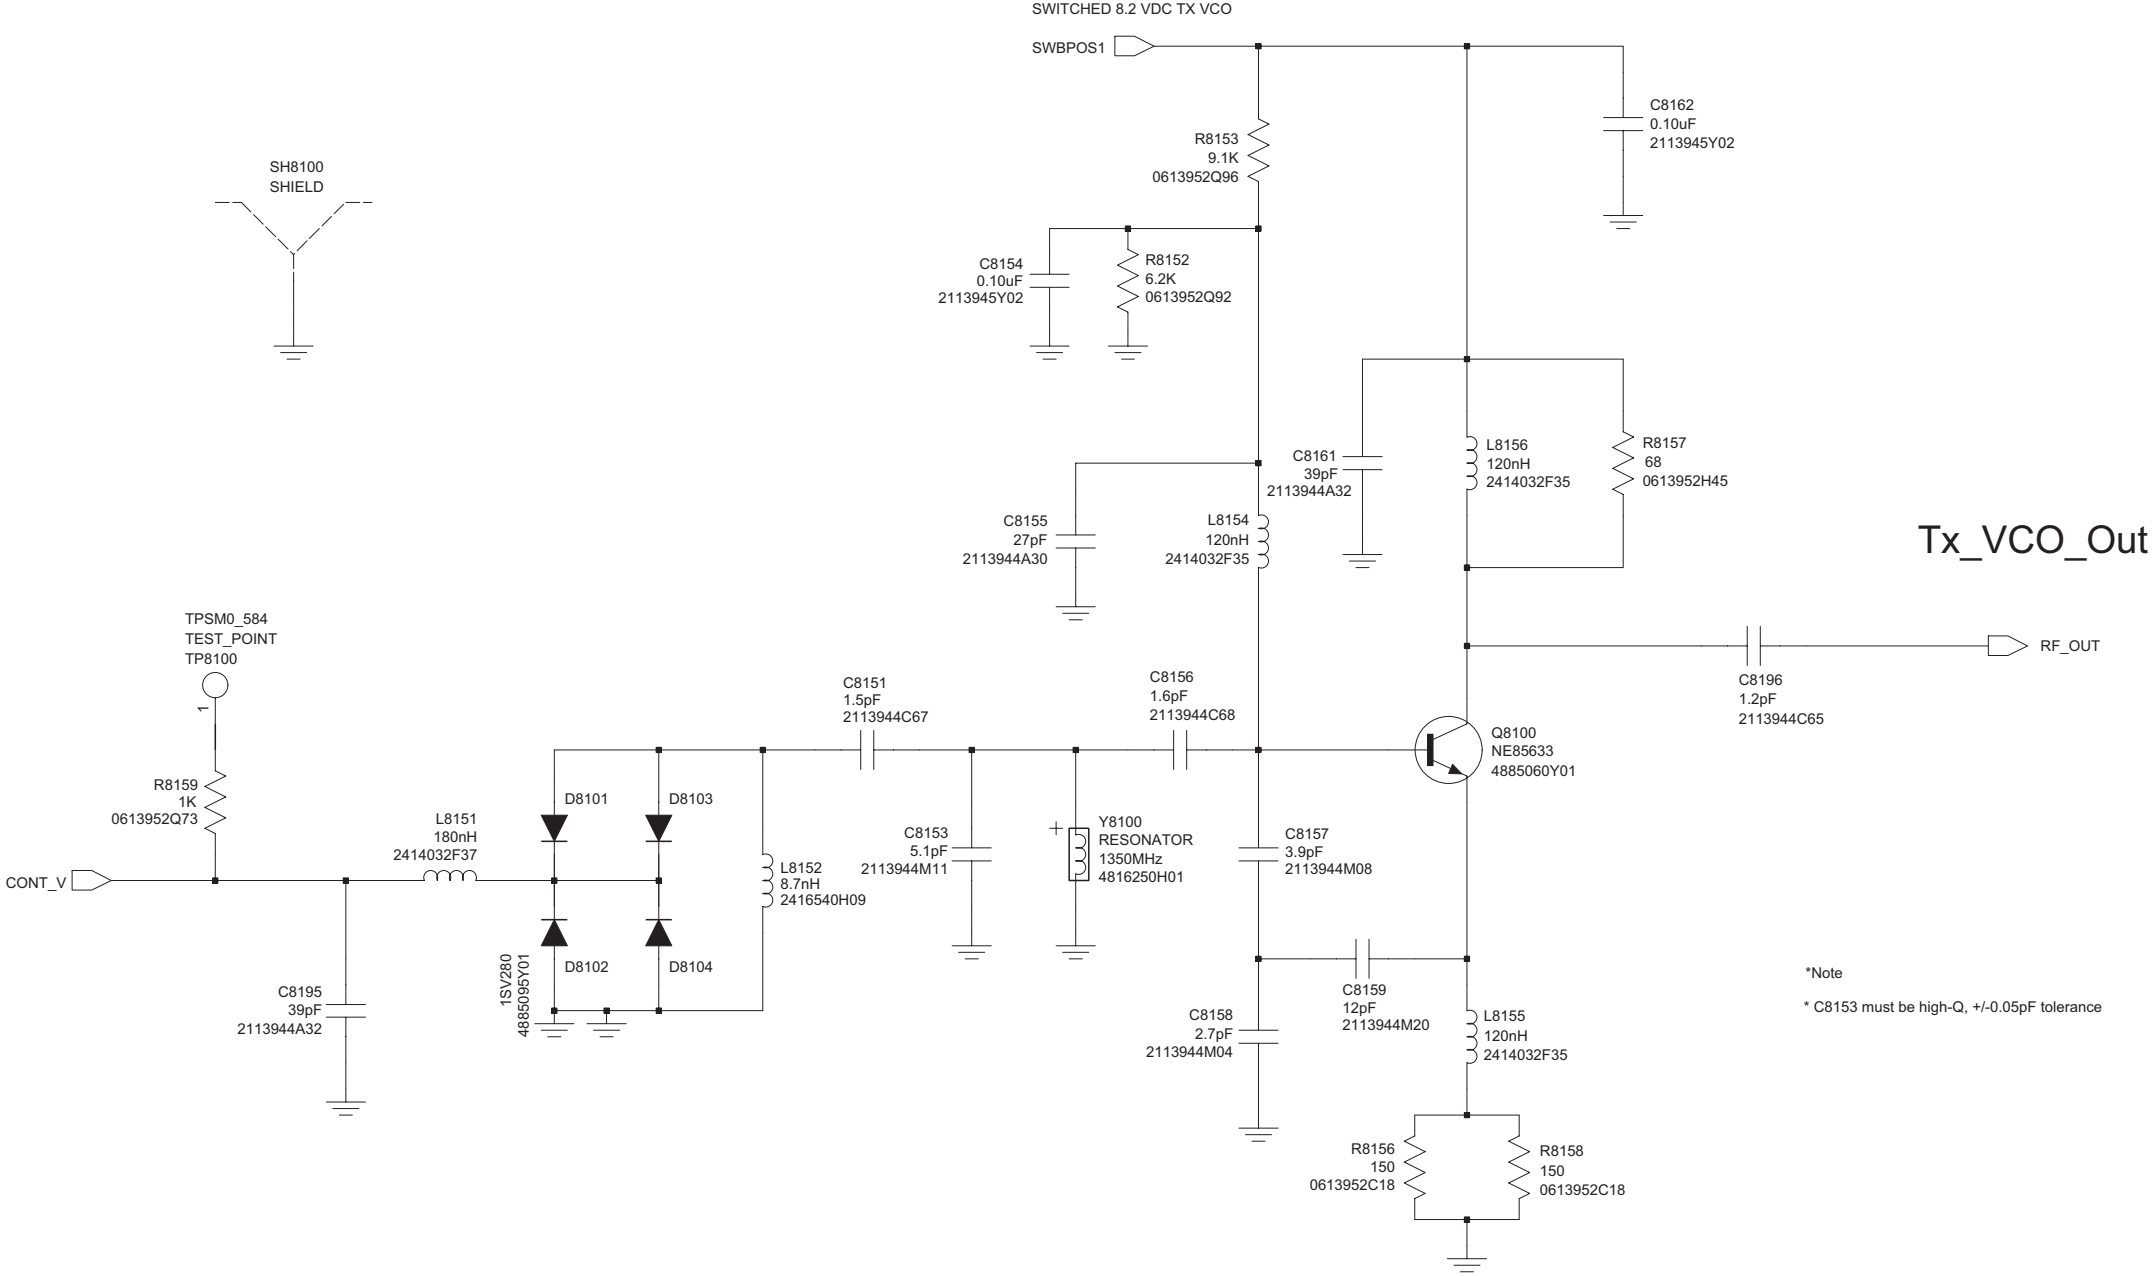 SWITCHED 8.2 VDC TX VCO
SWBPOS1
C8162
0.10uF
2113945Y02
R8153
9.1K
0613952Q96
SH8100
SHIELD
C8154
0.10uF
2113945Y02
R8152
6.2K
0613952Q92
C8161
39pF
2113944A32
L8156
120nH
2414032F35
R8157
68
0613952H45
C8155
27pF
2113944A30
L8154
120nH
2414032F35
Tx_VCO_Out
TPSM0_584
TEST_POINT
TP8100
1
C8151
1.5pF
2113944C67
C8156
1.6pF
2113944C68
RF_OUT
C8196
1.2pF
2113944C65
Q8100
NE85633
4885060Y01
R8159
1K
0613952Q73
L8151
180nH
2414032F37
D8101
D8103
C8153
5.1pF
2113944M11
+
Y8100
RESONATOR
1350MHz
4816250H01
C8157
3.9pF
2113944M08
L8152
8.7nH
2416540H09
CONT_V
1SV280
4885095Y01
D8102
D8104
C8195
39pF
2113944A32
C8159
12pF
2113944M20
C8158
2.7pF
2113944M04
L8155
120nH
2414032F35
*Note
* C8153 must be high-Q, +/-0.05pF tolerance
R8156
150
0613952C18
R8158
150
0613952C18